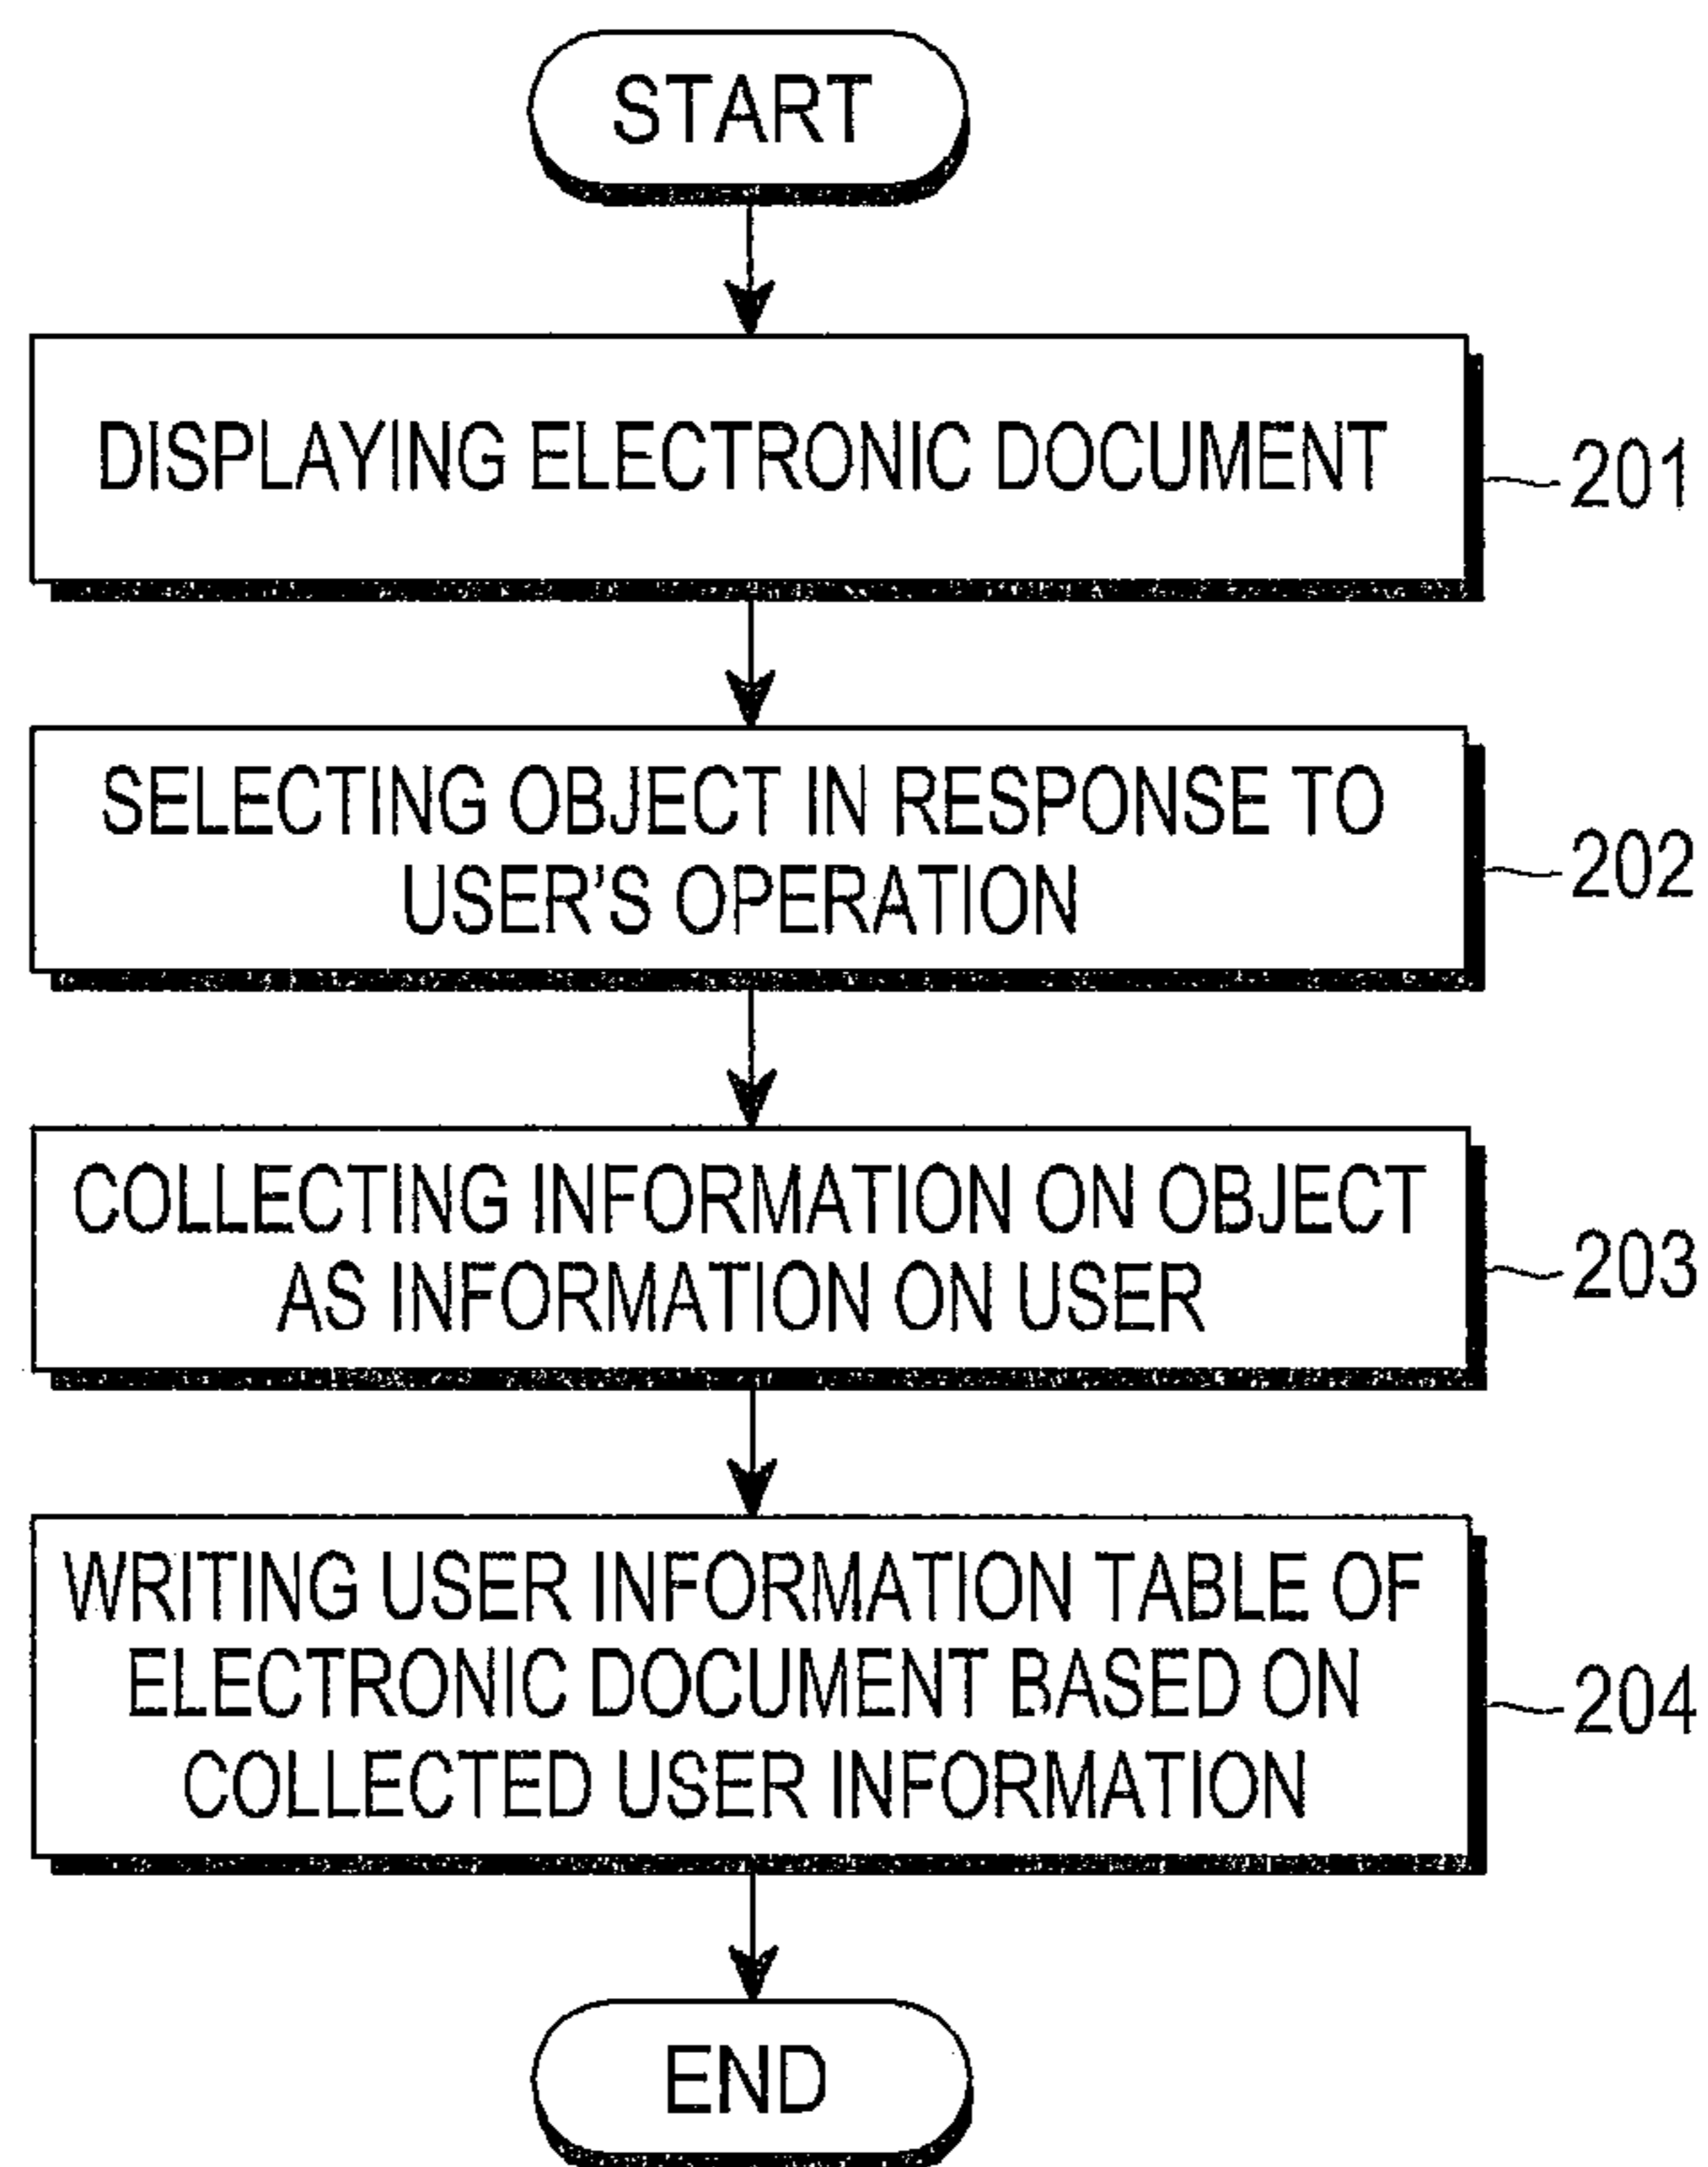 START
DISPLAYING ELECTRONIC DOCUMENT
201
SELECTING OBJECT IN RESPONSE TO
USER'S OPERATION
202
COLLECTING INFORMATION ON OBJECT
AS INFORMATION ON USER
203
WRITING USER INFORMATION TABLE OF
ELECTRONIC DOCUMENT BASED ON
COLLECTED USER INFORMATION
204
END